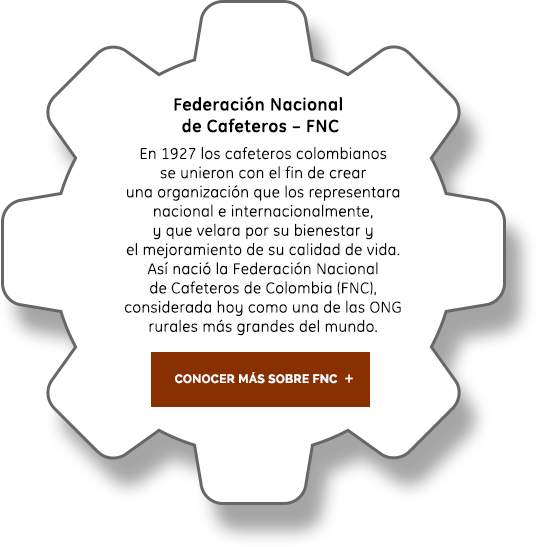 Federación Nacional
de Cafeteros – FNC
En 1927 los cafeteros colombianos
se unieron con el fin de crear
una organización que los representara
nacional e internacionalmente,
y que velara por su bienestar y
el mejoramiento de su calidad de vida.
Así nació la Federación Nacional
de Cafeteros de Colombia (FNC),
considerada hoy como una de las ONG
rurales más grandes del mundo.
CONOCER MÁS SOBRE FNC +